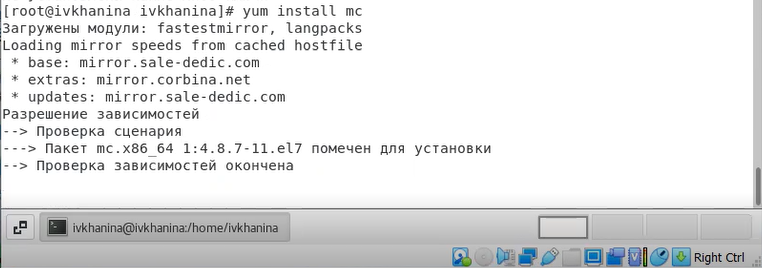 [root@ivkhanina ivkhanina]# yum install mc
Загружены модули: fastestmirror, langpacks
Loading mirror speeds from cached hostfile
 * base: mirror.sale-dedic.com
 * extras: mirror.corbina.net
 * updates: mirror.sale-dedic.com
Разрешение зависимостей
--> Проверка сценария
---> Пакет mc.x86_64 1:4.8.7-11.el7 помечен для установки
--> Проверка зависимостей окончена
ivkhanina@ivkhanina:/home/ivkhanina
Right Ctrl